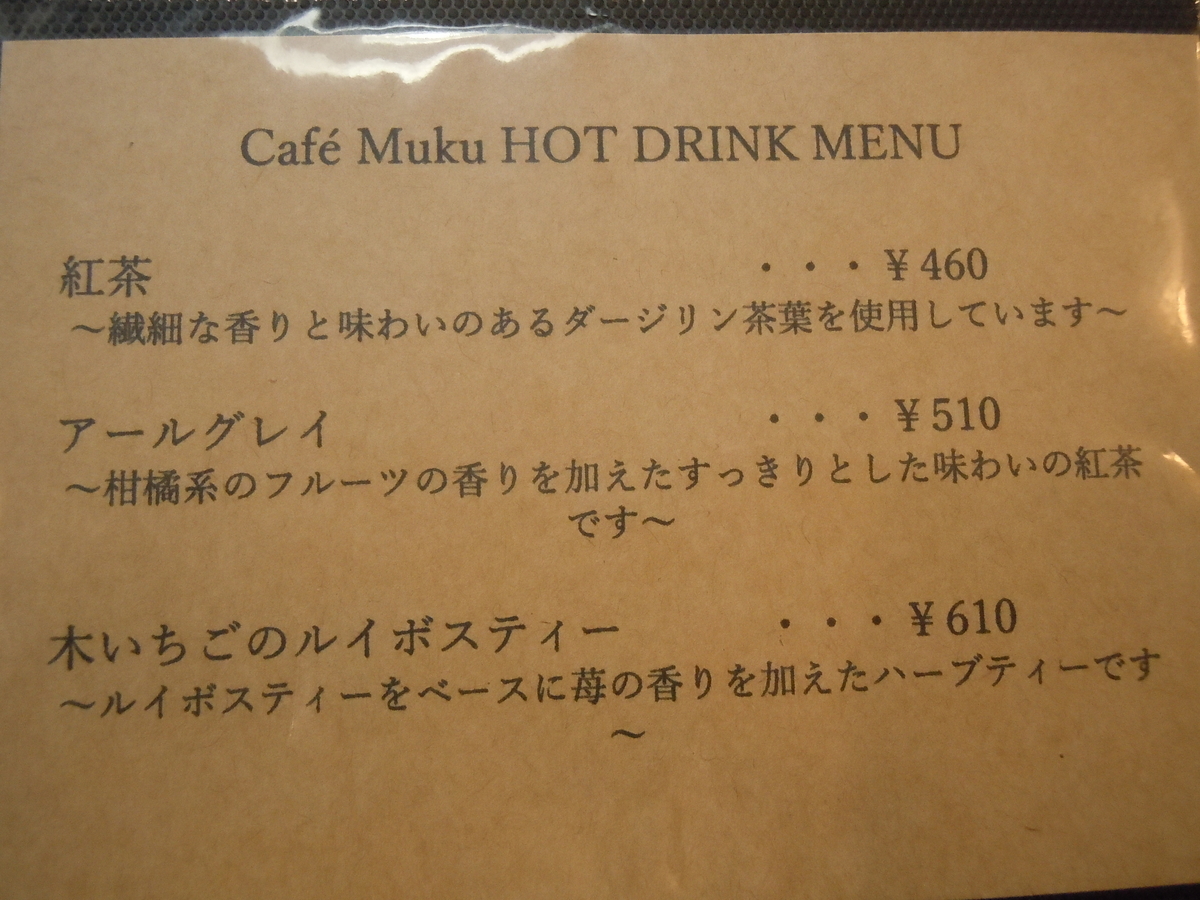 Café Muku HOT DRINK MENU
紅茶 ・・・¥460
～繊細な香りと味わいのあるダージリン茶葉を使用しています～
アールグレイ ・・・¥510
～柑橘系のフルーツの香りを加えたすっきりとした味わいの紅茶
です～
木いちごのルイボスティー ・・・¥610
～ルイボスティーをベースに苺の香りを加えたハーブティーです
～